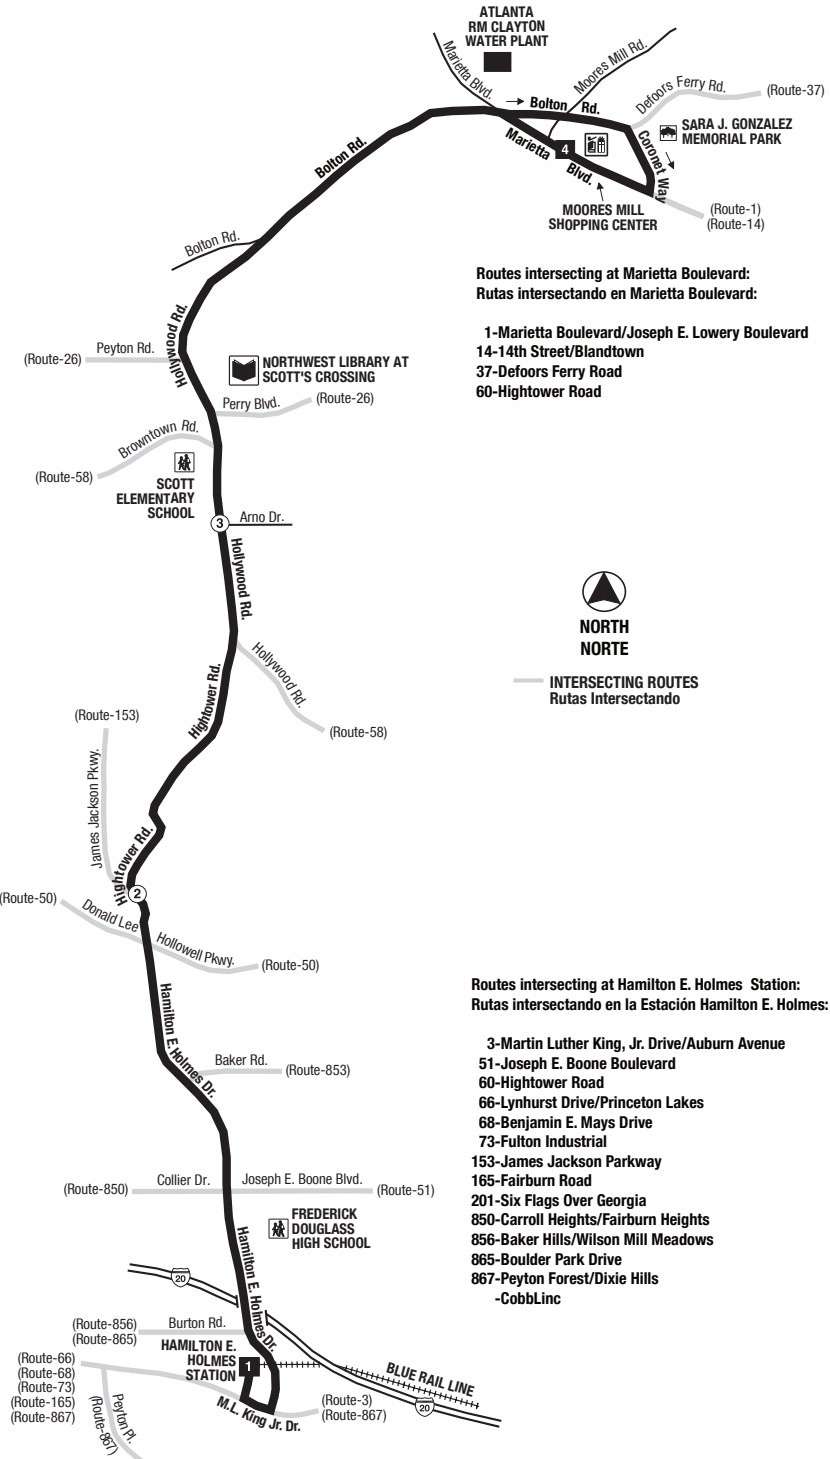 ATLANTA
RM CLAYTON
WATER PLANT
Marietta Blvd.
Moores Mill Rd.
Defoors Ferry Rd.
(Route-37)
Bolton Rd.
SARA J. GONZALEZ
MEMORIAL PARK
Coronet Way
Marietta Blvd.
4
MOORES MILL
SHOPPING CENTER
(Route-1)
(Route-14)
Bolton Rd.
Bolton Rd.
Routes intersecting at Marietta Boulevard:
Rutas intersectando en Marietta Boulevard:
1-Marietta Boulevard/Joseph E. Lowery Boulevard
14-14th Street/Blandtown
37-Defoors Ferry Road
60-Hightower Road
Hollywood Rd.
Peyton Rd.
(Route-26)
NORTHWEST LIBRARY AT
SCOTT'S CROSSING
Perry Blvd.
(Route-26)
Browntown Rd.
(Route-58)
SCOTT
ELEMENTARY
SCHOOL
3
Arno Dr.
Hollywood Rd.
NORTH
NORTE
INTERSECTING ROUTES
Rutas Intersectando
Hollywood Rd.
(Route-58)
Hightower Rd.
(Route-153)
James Jackson Pkwy.
Hightower Rd.
2
(Route-50)
Donald Lee
Hollowell Pkwy.
(Route-50)
Hamilton E. Holmes Dr.
Baker Rd.
(Route-853)
Routes intersecting at Hamilton E. Holmes Station:
Rutas intersectando en la Estación Hamilton E. Holmes:
3-Martin Luther King, Jr. Drive/Auburn Avenue
51-Joseph E. Boone Boulevard
60-Hightower Road
66-Lynhurst Drive/Princeton Lakes
68-Benjamin E. Mays Drive
73-Fulton Industrial
153-James Jackson Parkway
165-Fairburn Road
201-Six Flags Over Georgia
850-Carroll Heights/Fairburn Heights
856-Baker Hills/Wilson Mill Meadows
865-Boulder Park Drive
867-Peyton Forest/Dixie Hills
-CobbLinc
(Route-850)
Collier Dr.
Joseph E. Boone Blvd.
(Route-51)
FREDERICK
DOUGLASS
HIGH SCHOOL
Hamilton E. Holmes Dr.
20
Burton Rd.
(Route-856)
(Route-865)
HAMILTON E.
HOLMES
STATION
1
BLUE RAIL LINE
20
(Route-66)
(Route-68)
(Route-73)
(Route-165)
(Route-867)
Peyton Pl.
(Route-867)
M.L. King Jr. Dr.
(Route-3)
(Route-867)